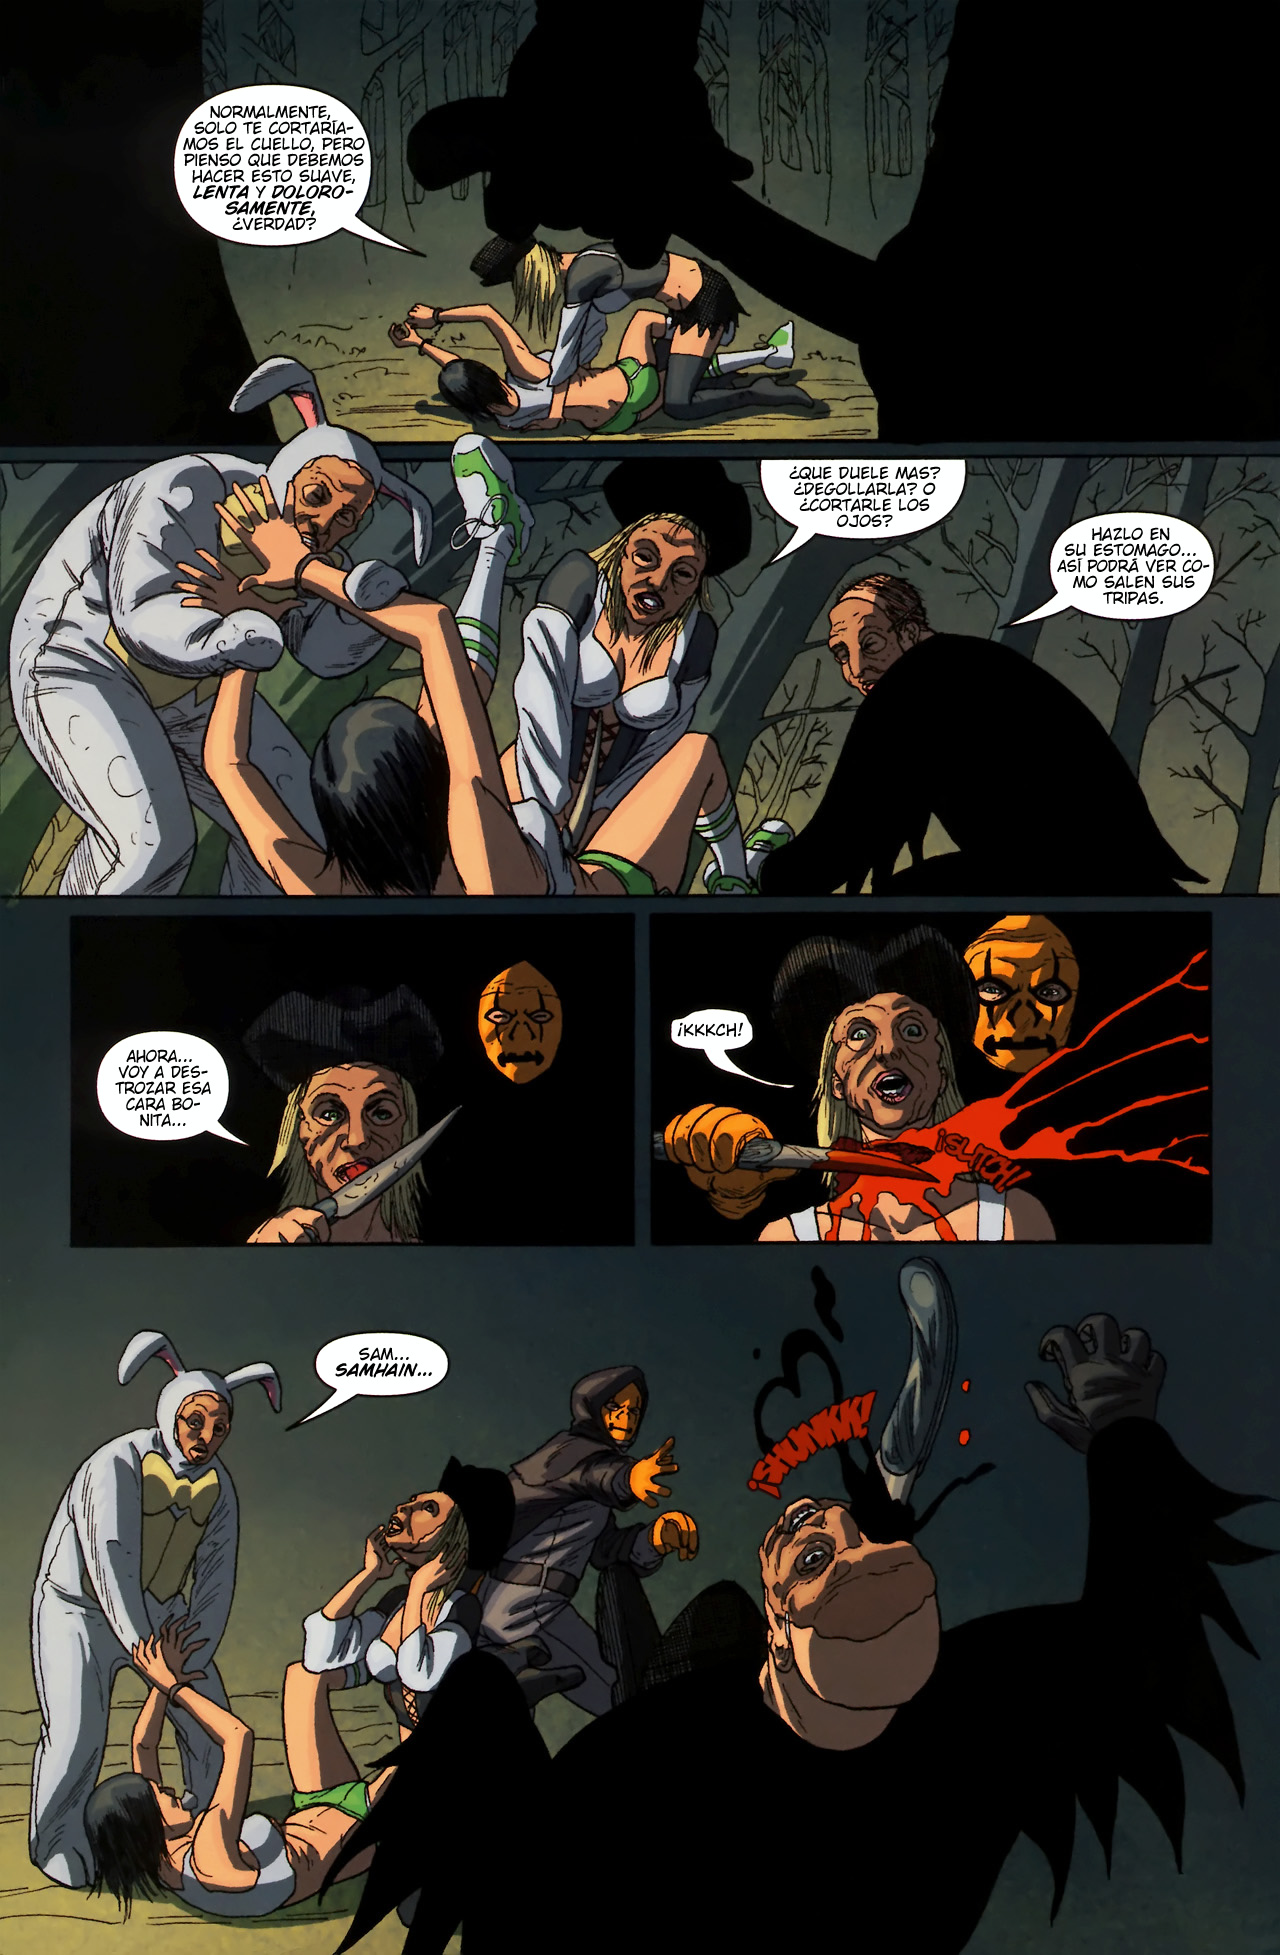 NORMALMENTE,
SOLO TE CORTARÍA-
MOS EL CUELLO, PERO
PIENSO QUE DEBEMOS
HACER ESTO SUAVE,
LENTA Y DOLORO-
SAMENTE,
¿VERDAD?
¿QUE DUELE MAS?
¿DEGOLLARLA? O
¿CORTARLE LOS
OJOS?
HAZLO EN
SU ESTOMAGO...
ASÍ PODRÁ VER CO-
MO SALEN SUS
TRIPAS.
AHORA...
VOY A DES-
TROZAR ESA
CARA BO-
NITA...
¡KKKCH!
¡SLITCH!
SAM...
SAMHAIN...
¡SHUNKK!